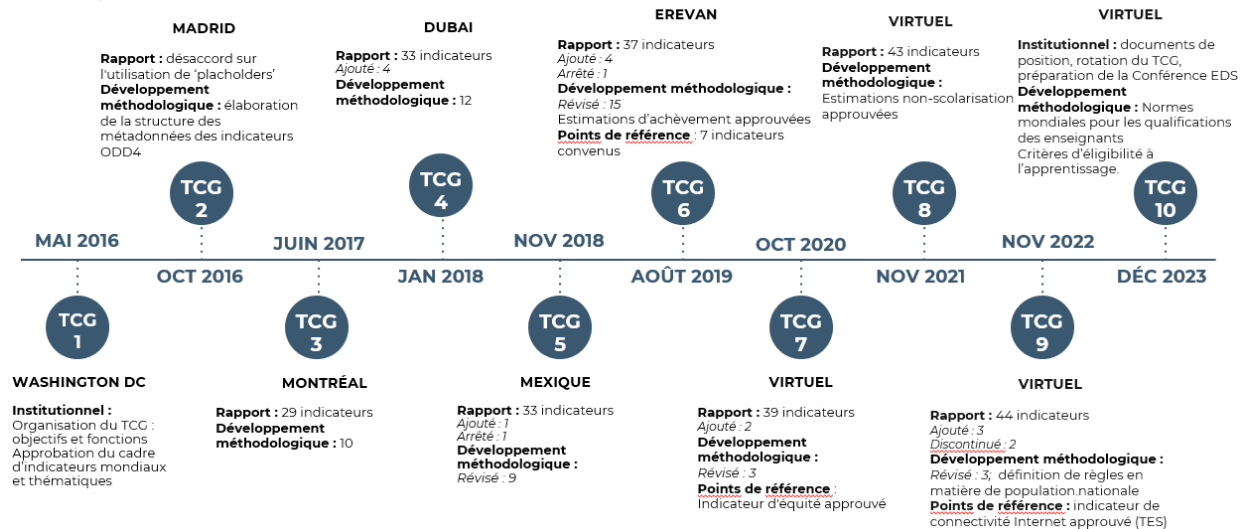 MADRID
Rapport : désaccord sur
l'utilisation de 'placholders'
Développement
méthodologique : élaboration
de la structure des
métadonnées des indicateurs
ODD4
DUBAI
Rapport : 33 indicateurs
Ajouté : 4
Développement
méthodologique : 12
EREVAN
Rapport : 37 indicateurs
Ajouté : 4
Arrêté : 1
Développement méthodologique :
Révisé : 15
Estimations d'achèvement approuvées
Points de référence : 7 indicateurs
convenus
VIRTUEL
Rapport : 43 indicateurs
Développement
méthodologique :
Estimations non-scolarisation
approuvées
VIRTUEL
Institutionnel : documents de
position, rotation du TCG,
préparation de la Conférence EDS
Développement
méthodologique : Normes
mondiales pour les qualifications
des enseignants
Critères d'éligibilité à
l'apprentissage.
TCG
2
TCG
4
TCG
6
TCG
8
TCG
10
MAI 2016
OCT 2016
JUIN 2017
JAN 2018
NOV 2018
AOÛT 2019
OCT 2020
NOV 2021
NOV 2022
DÉC 2023
TCG
1
TCG
3
TCG
5
TCG
7
TCG
9
WASHINGTON DC
Institutionnel :
Organisation du TCG :
objectifs et fonctions
Approbation du cadre
d'indicateurs mondiaux
et thématiques
MONTRÉAL
Rapport : 29 indicateurs
Développement
méthodologique : 10
MEXIQUE
Rapport : 33 indicateurs
Ajouté : 1
Arrêté : 1
Développement
méthodologique :
Révisé : 9
VIRTUEL
Rapport : 39 indicateurs
Ajouté : 2
Développement
méthodologique :
Révisé : 3
Points de référence :
Indicateur d'équité approuvé
VIRTUEL
Rapport : 44 indicateurs
Ajouté : 3
Discontinué : 2
Développement méthodologique :
Révisé : 3; définition de règles en
matière de population.nationale
Points de référence : indicateur de
connectivité Internet approuvé (TES)